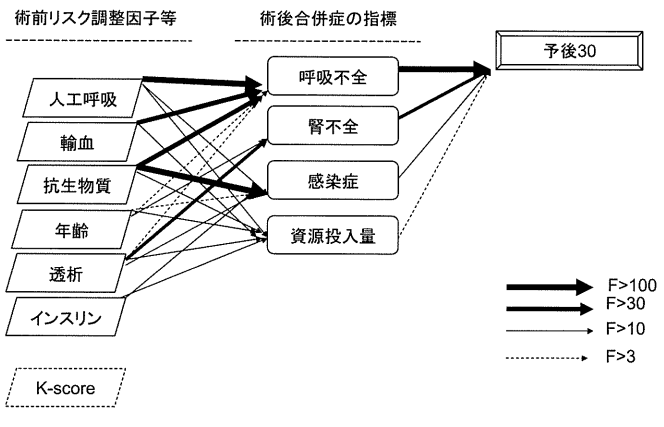 術前リスク調整因子等
術後合併症の指標
予後30
人工呼吸
輸血
抗生物質
年齢
透析
インスリン
K-score
呼吸不全
腎不全
感染症
資源投入量
F>100
F>30
F>10
F>3